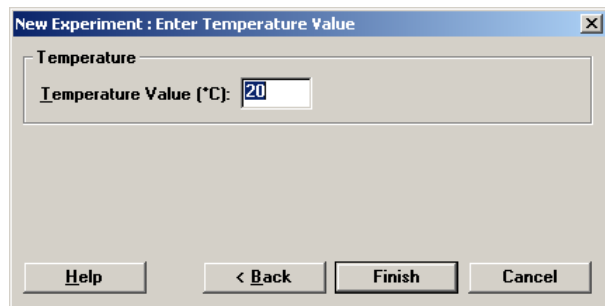 New Experiment : Enter Temperature Value
Temperature
Temperature Value (°C): 20
Help < Back Finish Cancel